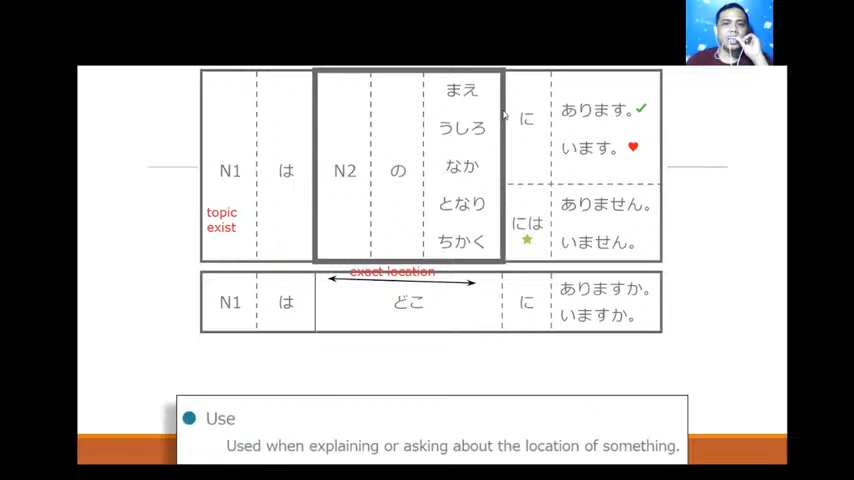 まえ
うしろ
なか
となり
ちかく
N1 は N2 の
topic
exist
に
あります。
います。
には
ありません。
いません。
exact location
N1 は どこ に
ありますか。
いますか。
Use
Used when explaining or asking about the location of something.